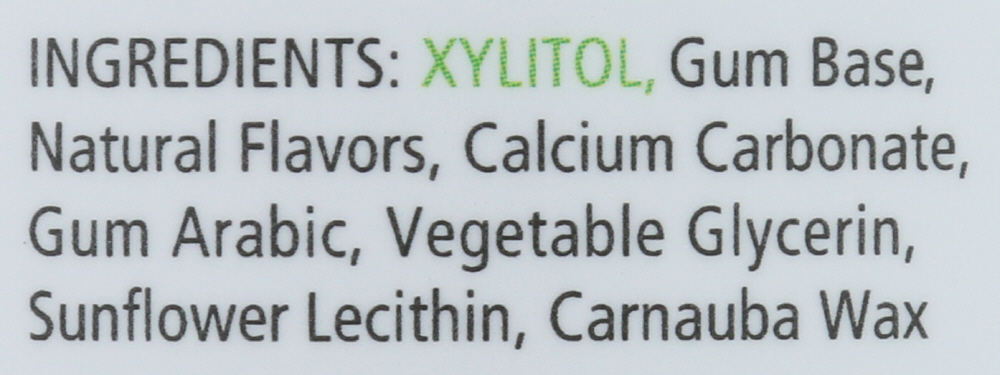 INGREDIENTS: XYLITOL, Gum Base,
Natural Flavors, Calcium Carbonate,
Gum Arabic, Vegetable Glycerin,
Sunflower Lecithin, Carnauba Wax